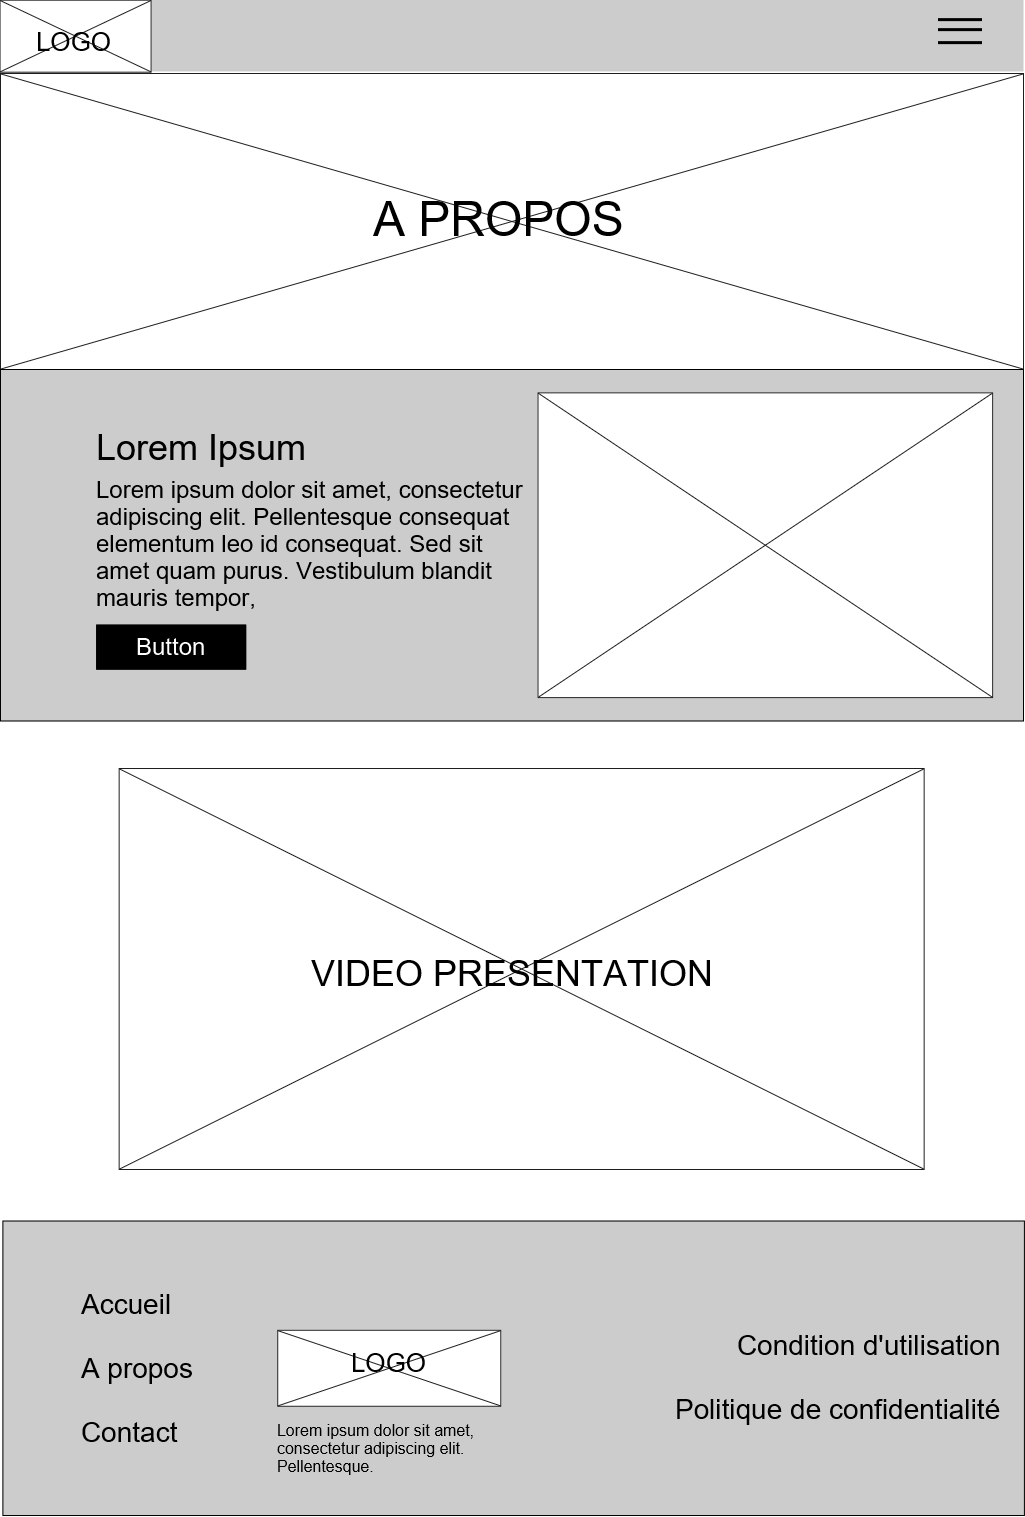 LOGO
A PROPOS
Lorem Ipsum
Lorem ipsum dolor sit amet, consectetur
adipiscing elit. Pellentesque consequat
elementum leo id consequat. Sed sit
amet quam purus. Vestibulum blandit
mauris tempor,
Button
VIDEO PRESENTATION
Accueil
A propos
Contact
LOGO
Lorem ipsum dolor sit amet,
consectetur adipiscing elit.
Pellentesque.
Condition d'utilisation
Politique de confidentialité